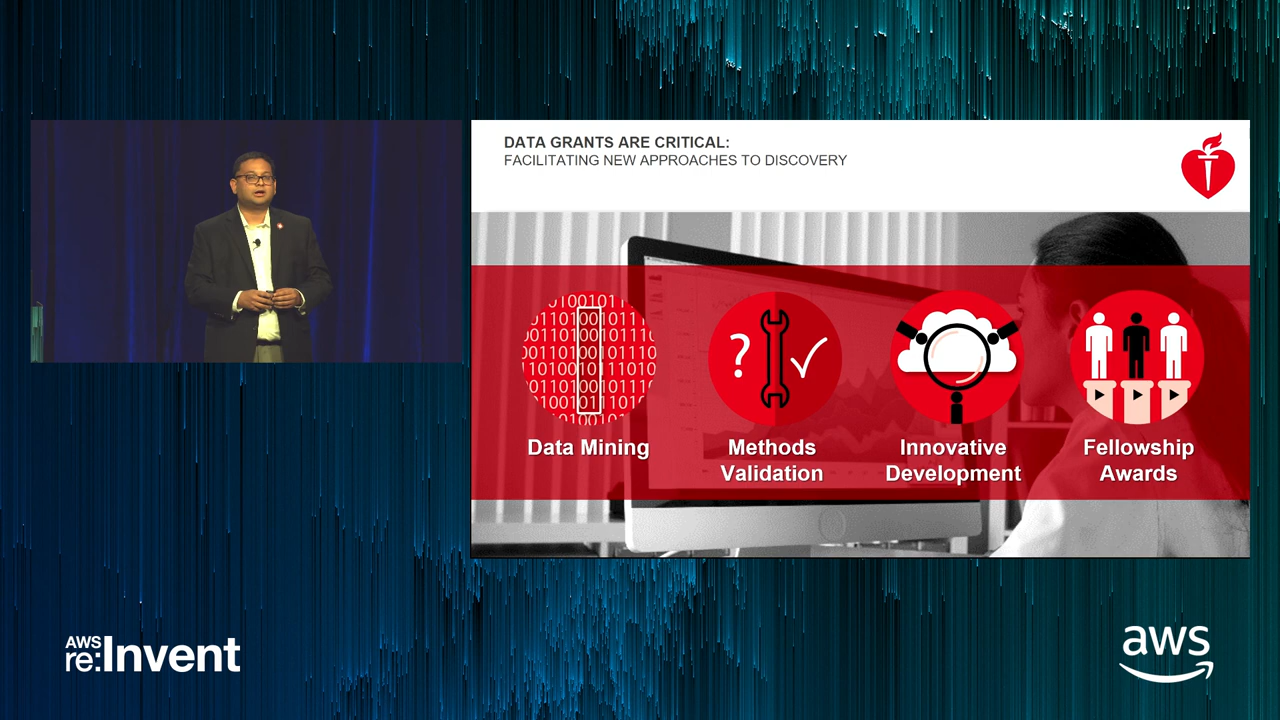 DATA GRANTS ARE CRITICAL:
FACILITATING NEW APPROACHES TO DISCOVERY
Data Mining
Methods
Validation
Innovative
Development
Fellowship
Awards
AWS
re:Invent
aws